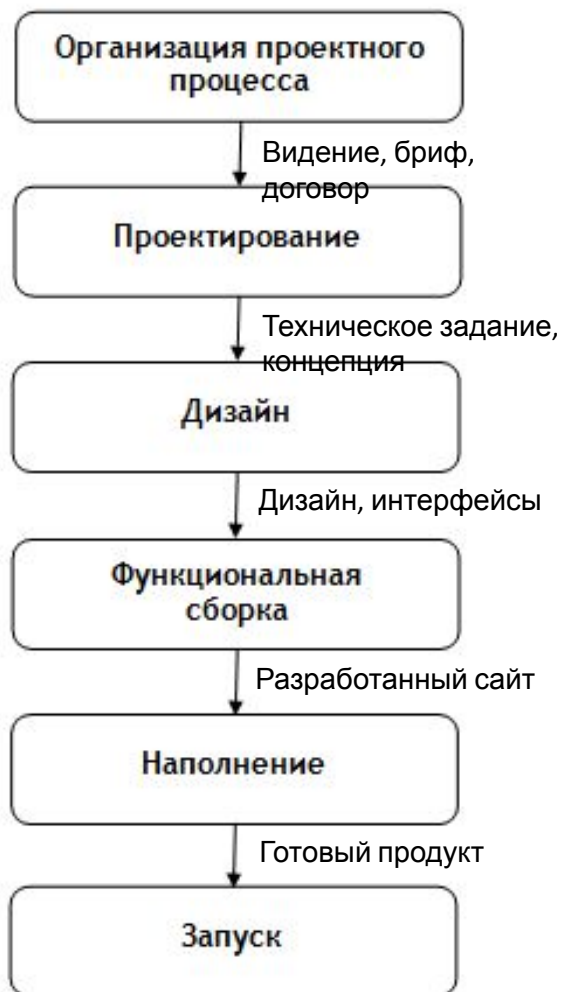 Организация проектного
процесса
Видение, бриф,
договор
Проектирование
Техническое задание,
концепция
Дизайн
Дизайн, интерфейсы
Функциональная
сборка
Разработанный сайт
Наполнение
Готовый продукт
Запуск